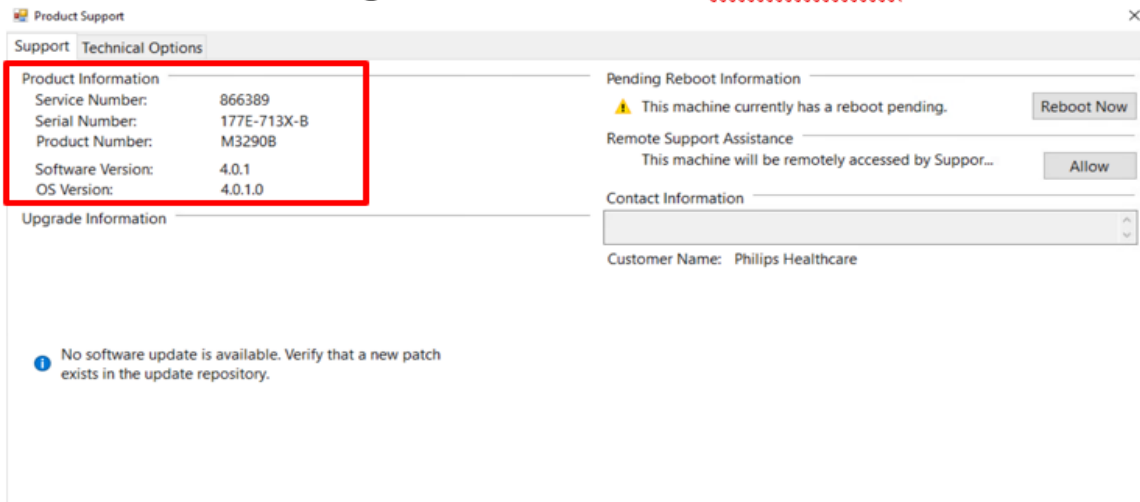 Product Support
Support Technical Options
Product Information
Service Number: 866389
Serial Number: 177E-713X-B
Product Number: M3290B
Software Version: 4.0.1
OS Version: 4.0.1.0
Upgrade Information
No software update is available. Verify that a new patch
exists in the update repository.
Pending Reboot Information
This machine currently has a reboot pending.
Reboot Now
Remote Support Assistance
This machine will be remotely accessed by Suppor...
Allow
Contact Information
Customer Name: Philips Healthcare